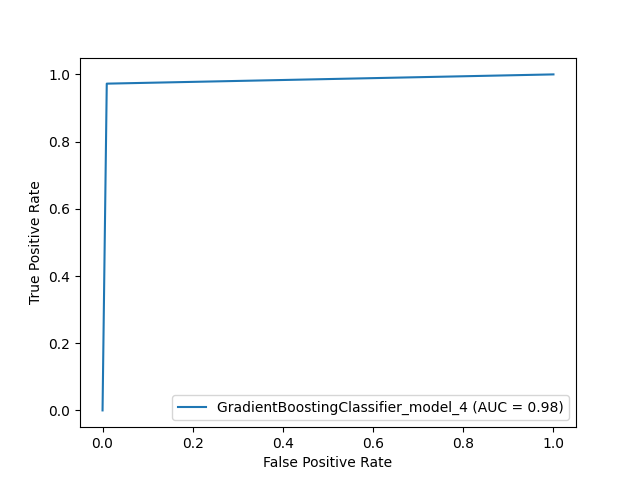 1.0
0.8
0.6
0.4
0.2
0.0
True Positive Rate
GradientBoostingClassifier_model_4 (AUC = 0.98)
0.0 0.2 0.4 0.6 0.8 1.0
False Positive Rate